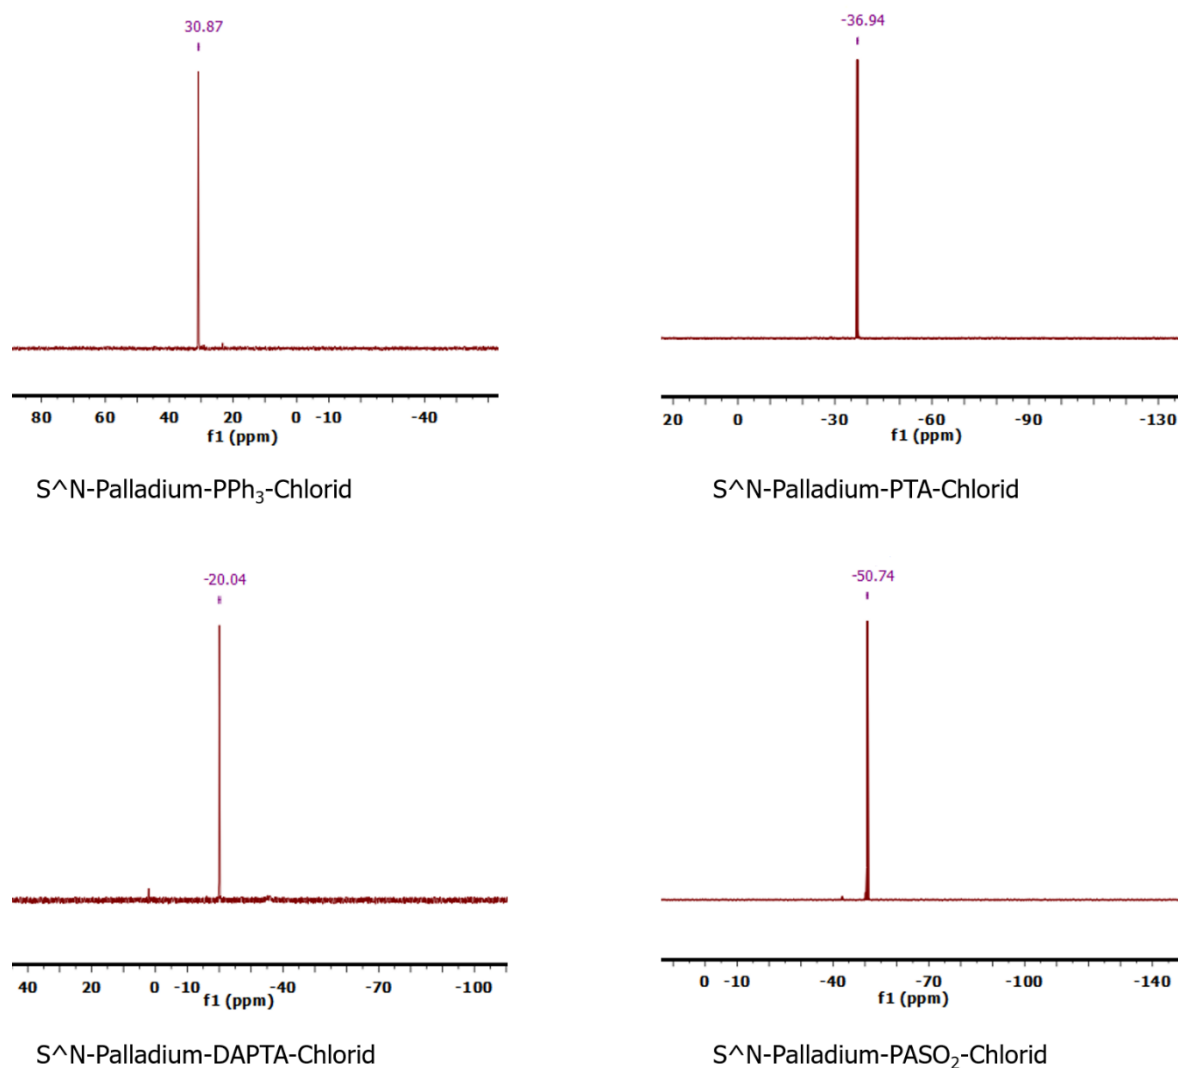 30.87
80 60 40 20 0 -10 -40
f1 (ppm)
S^N-Palladium-PPh₃-Chlorid
-36.94
20 0 -30 -60 -90 -130
f1 (ppm)
S^N-Palladium-PTA-Chlorid
-20.04
40 20 0 -10 -40 -70 -100
f1 (ppm)
S^N-Palladium-DAPTA-Chlorid
-50.74
0 -10 -40 -70 -100 -140
f1 (ppm)
S^N-Palladium-PASO₂-Chlorid